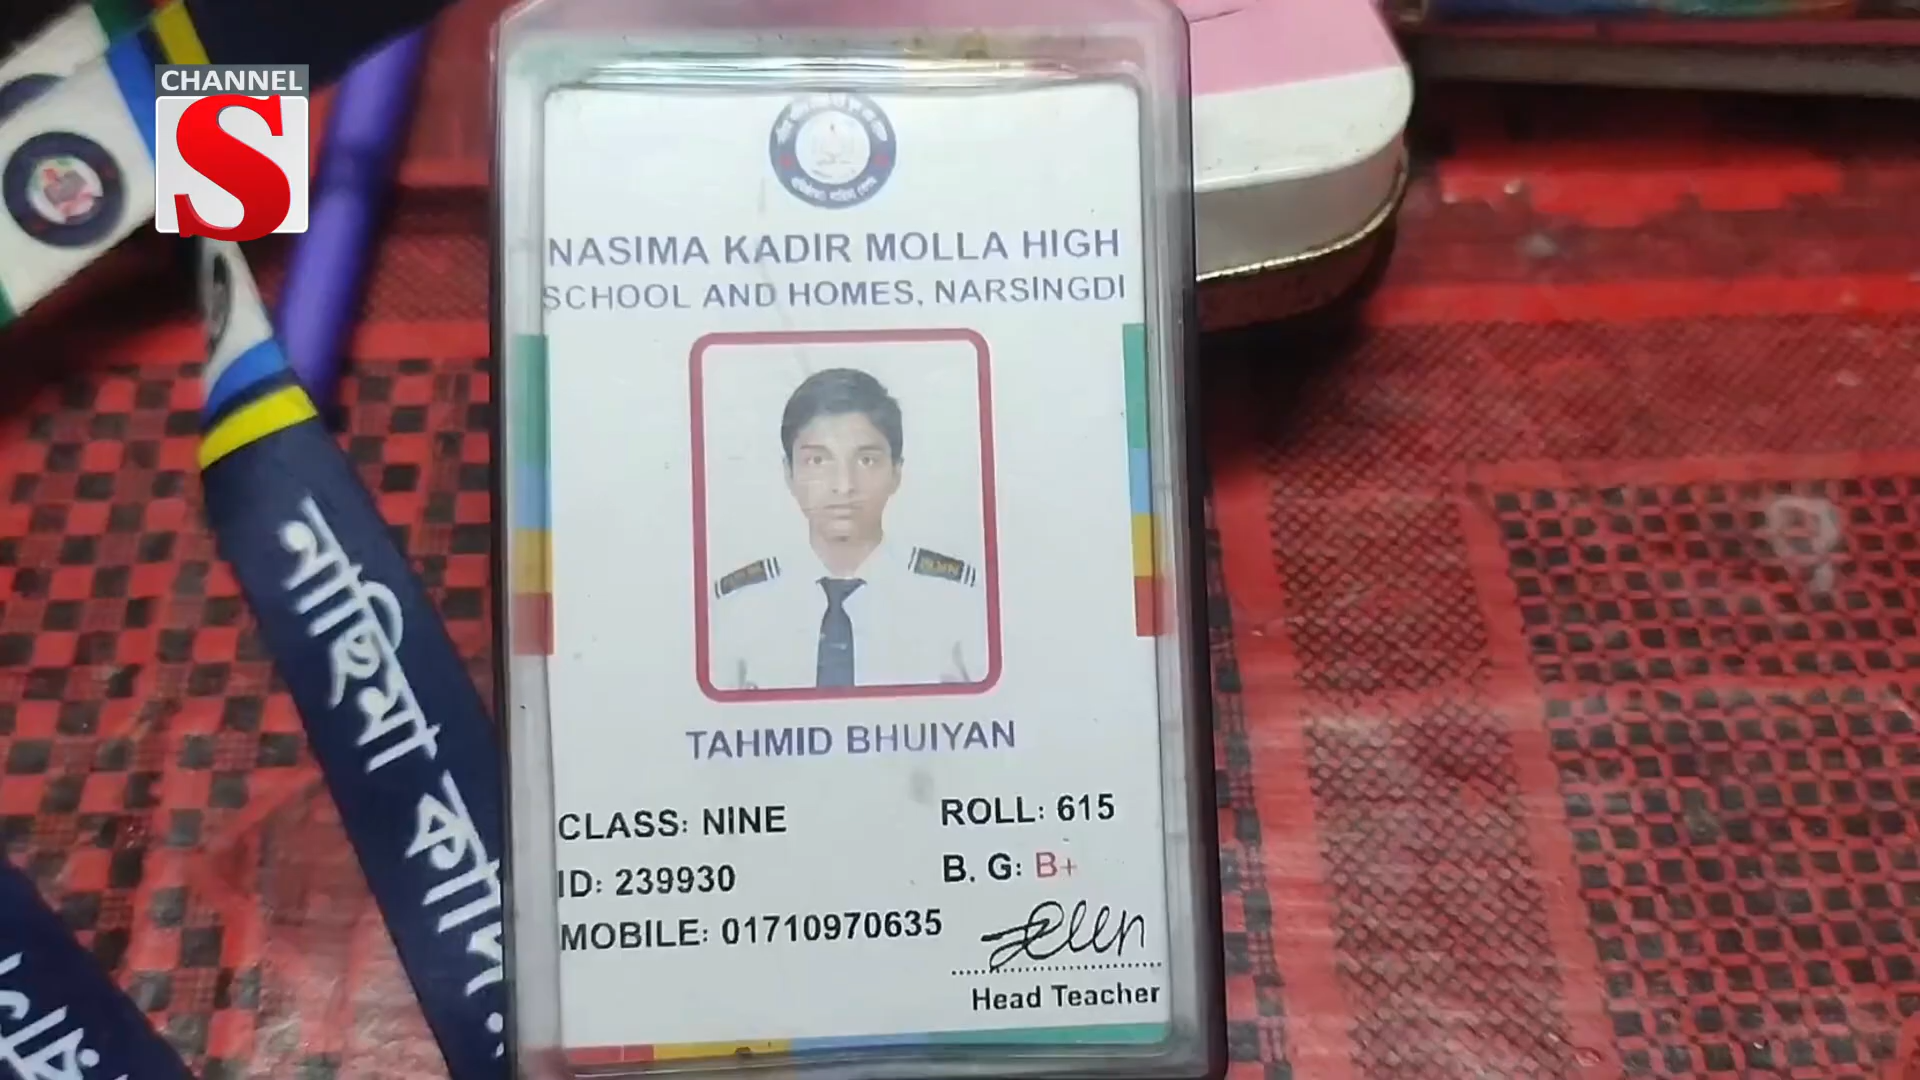 CHANNEL
S
NASIMA KADIR MOLLA HIGH
SCHOOL AND HOMES, NARSINGDI
TAHMID BHUIYAN
CLASS: NINE
ROLL: 615
ID: 239930
B. G: B+
MOBILE: 01710970635
Head Teacher
নাছিমা কাদি